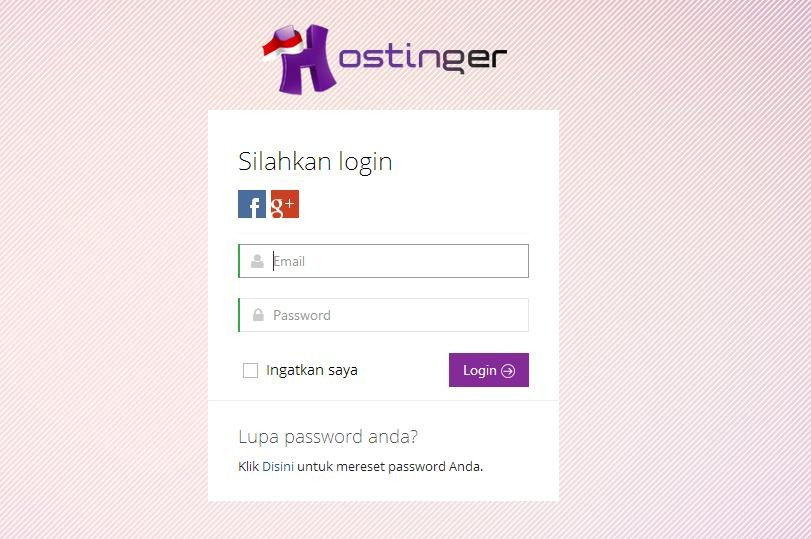 Hostinger
Silahkan login
f g+
Email
Password
Ingatkan saya
Login
Lupa password anda?
Klik Disini untuk mereset password Anda.